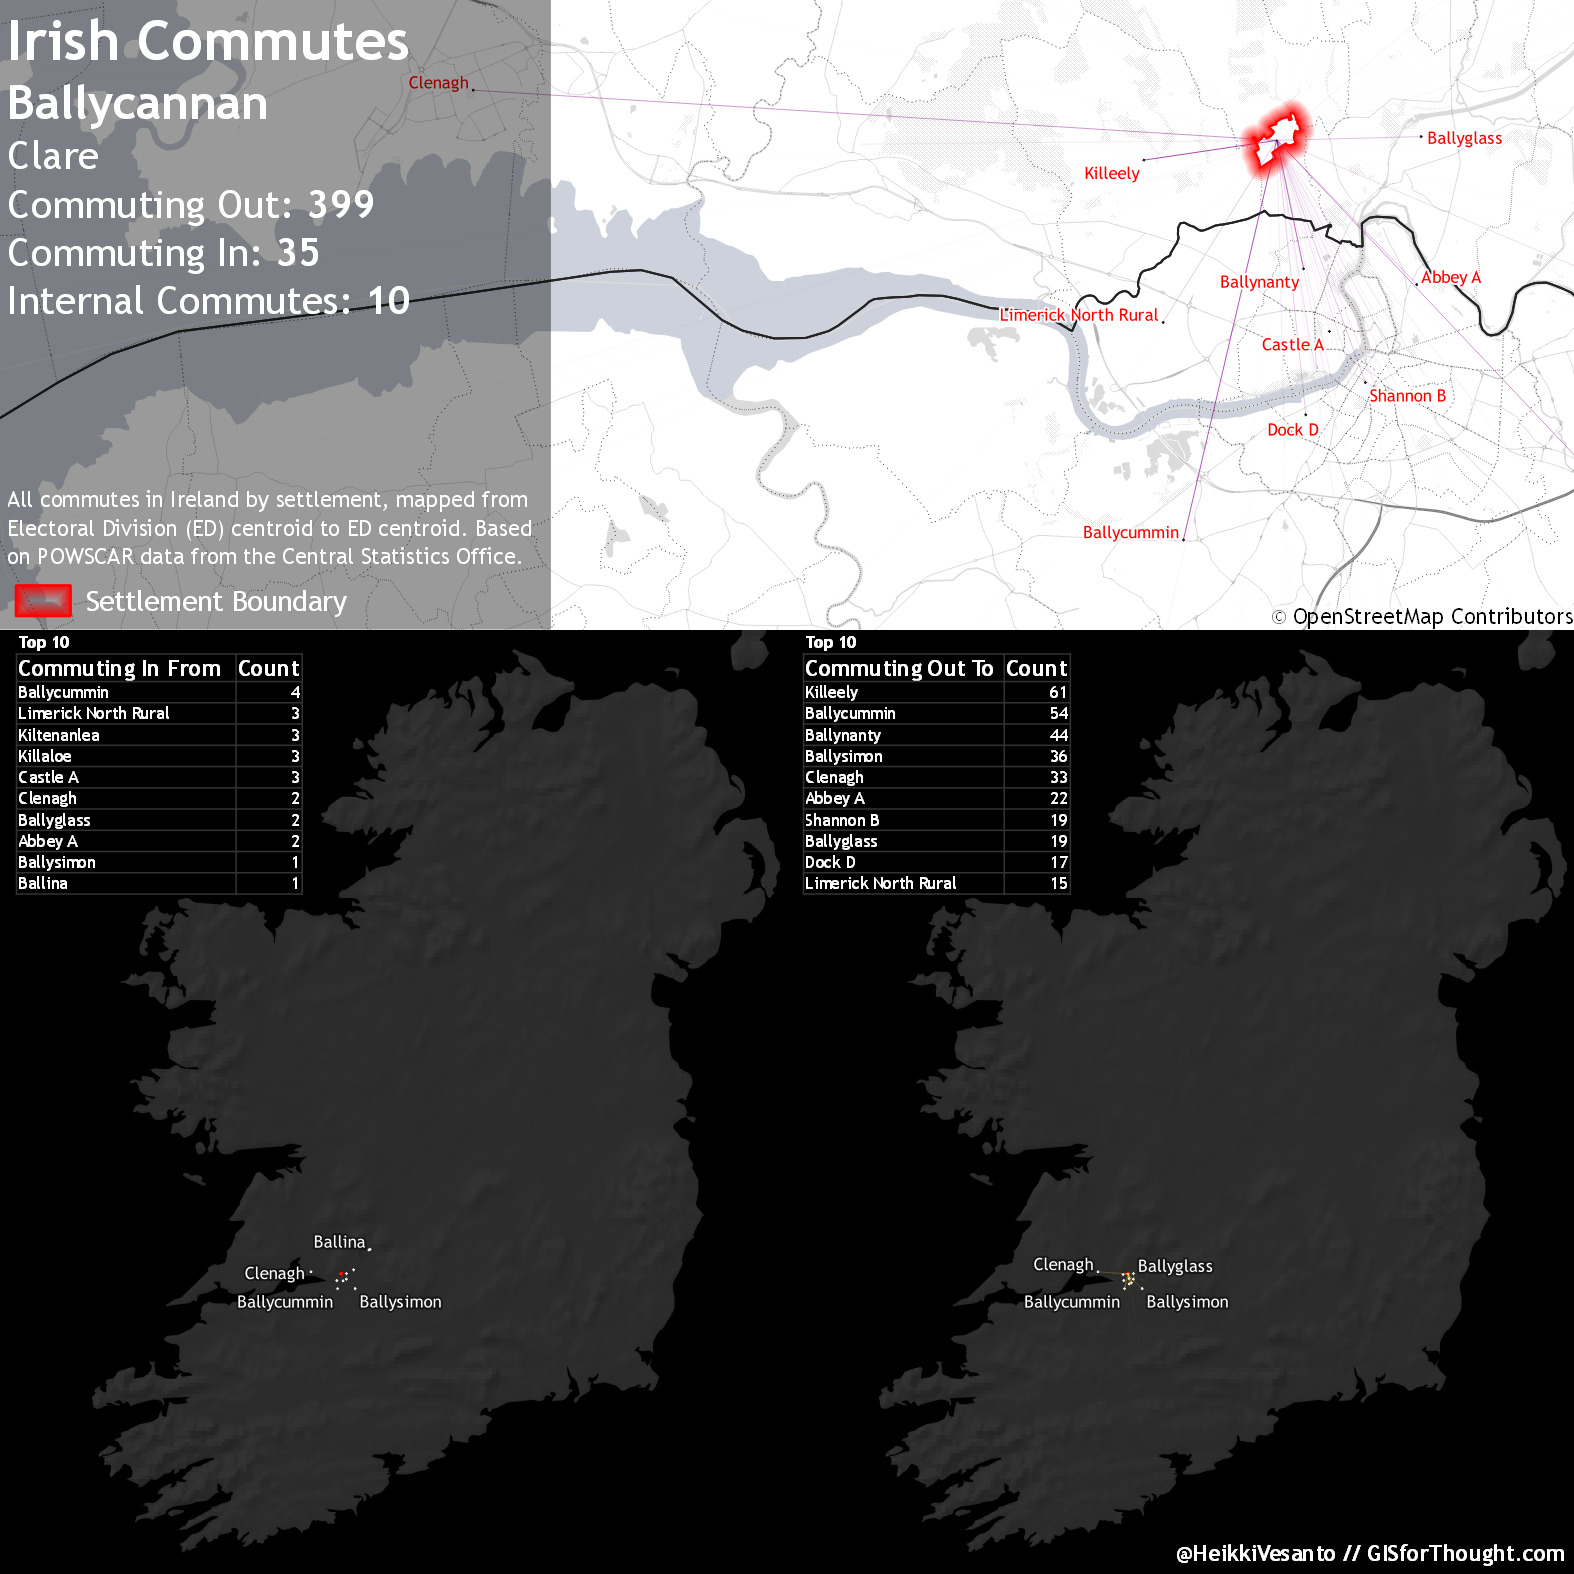 Irish Commutes
Ballycannan
Clare
Commuting Out: 399
Commuting In: 35
Internal Commutes: 10
All commutes in Ireland by settlement, mapped from
Electoral Division (ED) centroid to ED centroid. Based
on POWSCAR data from the Central Statistics Office.
Settlement Boundary
Clenagh
Killeely
Ballyglass
Ballynanty
Abbey A
Limerick North Rural
Castle A
Shannon B
Dock D
Ballycummin
© OpenStreetMap Contributors
Top 10
Commuting In From Count
Ballycummin 4
Limerick North Rural 3
Kiltenanlea 3
Killaloe 3
Castle A 3
Clenagh 2
Ballyglass 2
Abbey A 2
Ballysimon 1
Ballina 1
Top 10
Commuting Out To Count
Killeely 61
Ballycummin 54
Ballynanty 44
Ballysimon 36
Clenagh 33
Abbey A 22
Shannon B 19
Ballyglass 19
Dock D 17
Limerick North Rural 15
Ballina
Clenagh
Ballycummin
Ballysimon
Clenagh
Ballyglass
Ballycummin
Ballysimon
@HeikkiVesanto // GISforThought.com